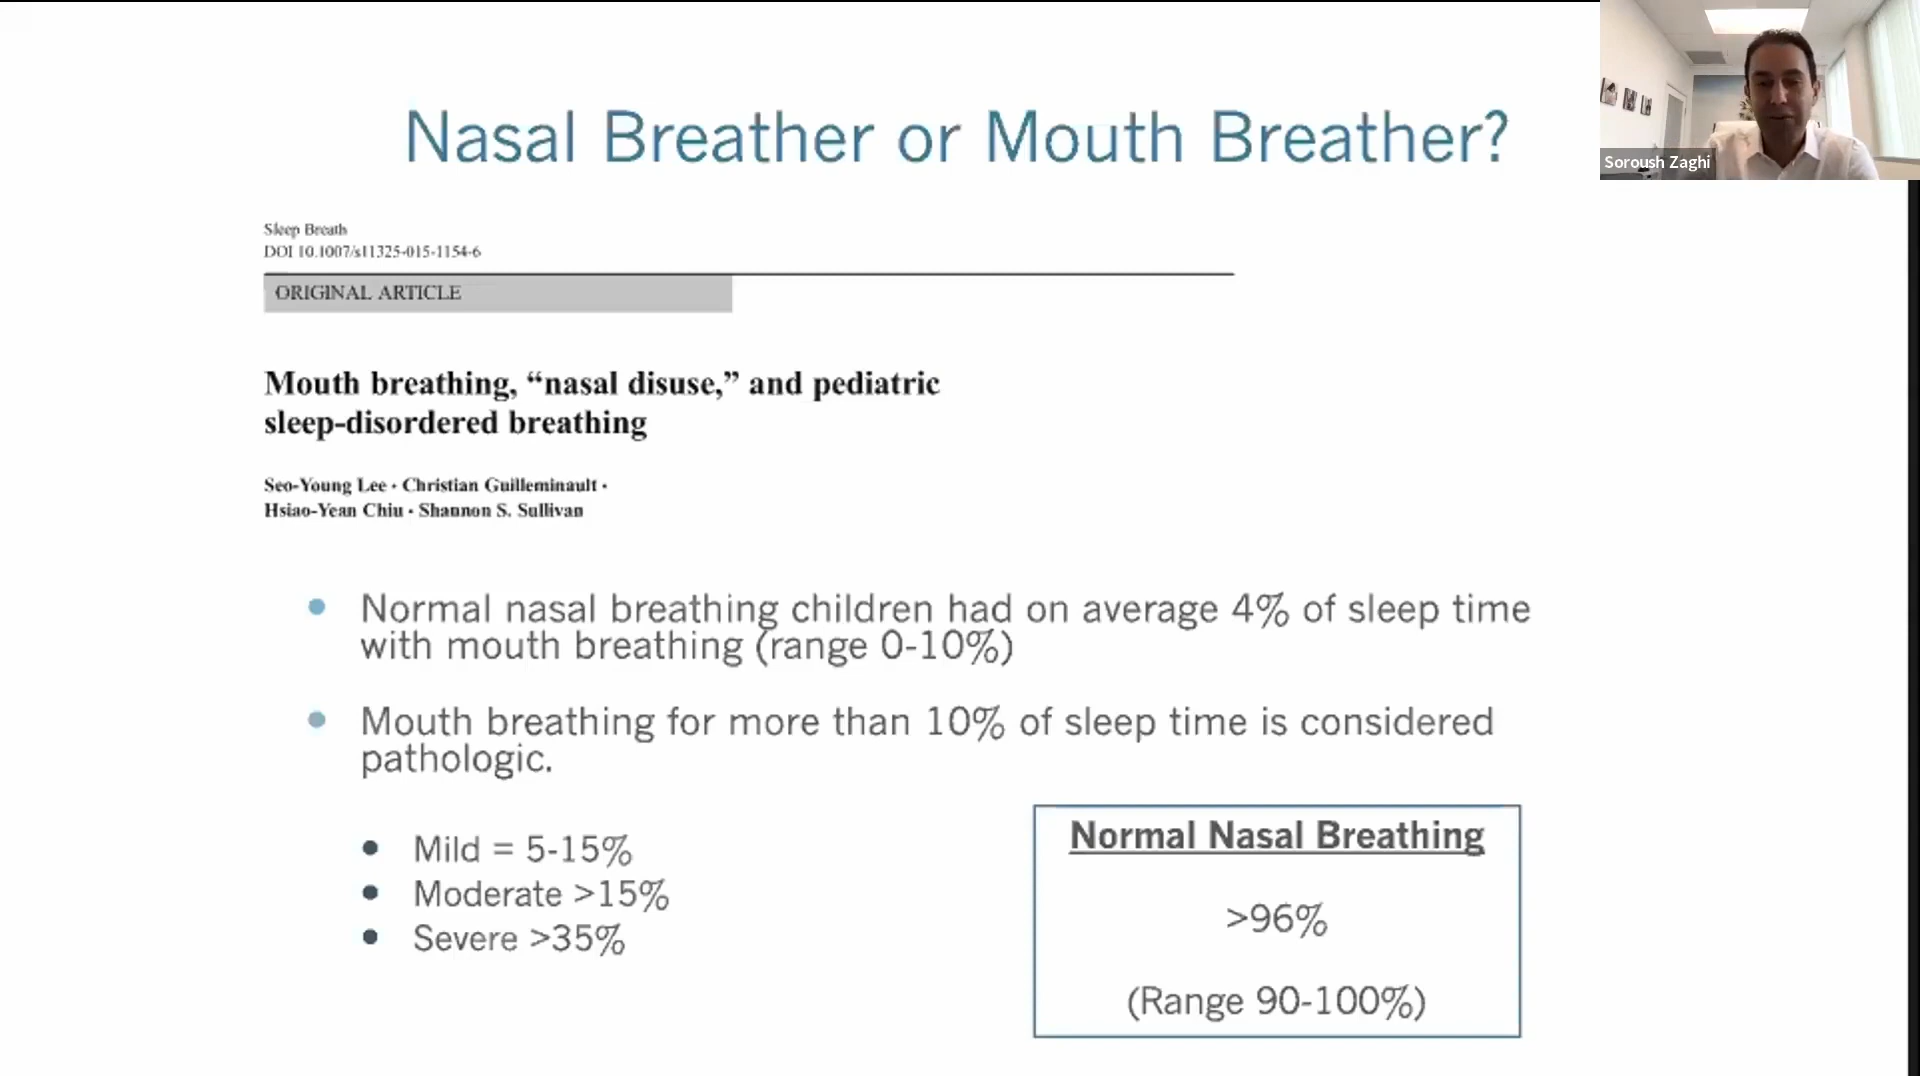 Nasal Breather or Mouth Breather?
Soroush Zaghi
Sleep Breath
DOI 10.1007/s11325-015-1154-6
ORIGINAL ARTICLE
Mouth breathing, “nasal disuse,” and pediatric
sleep-disordered breathing
Seo-Young Lee · Christian Guilleminault ·
Hsiao-Yean Chiu · Shannon S. Sullivan
• Normal nasal breathing children had on average 4% of sleep time
with mouth breathing (range 0-10%)
• Mouth breathing for more than 10% of sleep time is considered
pathologic.
• Mild = 5-15%
• Moderate >15%
• Severe >35%
Normal Nasal Breathing
>96%
(Range 90-100%)